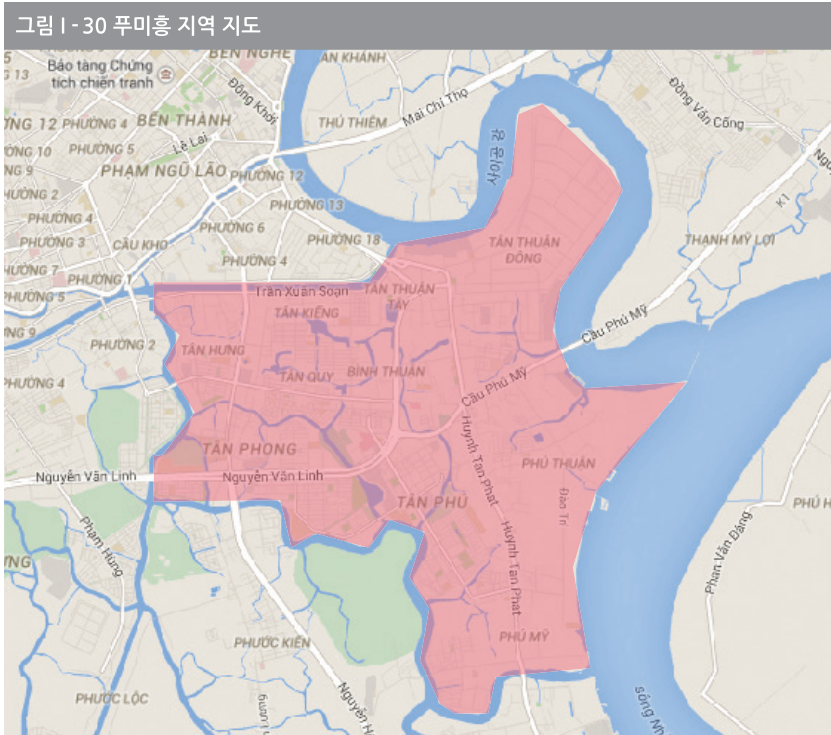 그림 I - 30 푸미흥 지역 지도
BẾN NGHÉ
AN KHÁNH
Bảo tàng Chứng
tích chiến tranh
G 13
Đồng Khởi
Mai Chí Thọ
Đồng Văn Cống
PHƯỜNG 4
BẾN THÀNH
THỦ THIÊM
Lê Lai
PHƯỜNG 5
PHẠM NGŨ LÃO
PHƯỜNG 12
K1
PHƯỜNG 13
PHƯỜNG 4
PHƯỜNG 6
PHƯỜNG 3
CẦU KHO
PHƯỜNG 18
TÂN THUẬN
ĐÔNG
THẠNH MỸ LỢI
PHƯỜNG 4
PHƯỜNG 1
Trần Xuân Soạn
TÂN THUẬN
TÂY
PHƯỜNG 5
TÂN KIỂNG
Cầu Phú Mỹ
PHƯỜNG 2
TÂN HƯNG
TÂN QUY
BÌNH THUẬN
PHƯỜNG 4
Cầu Phú Mỹ
TÂN PHONG
Huỳnh Tấn Phát
PHÚ THUẬN
Nguyễn Văn Linh
Nguyễn Văn Linh
TÂN PHÚ
Đào Trí
Phạm Hùng
Huỳnh Tấn Phát
Phan Văn Đáng
PHƯỚC KIỂN
PHÚ MỸ
PHƯỚC LỘC